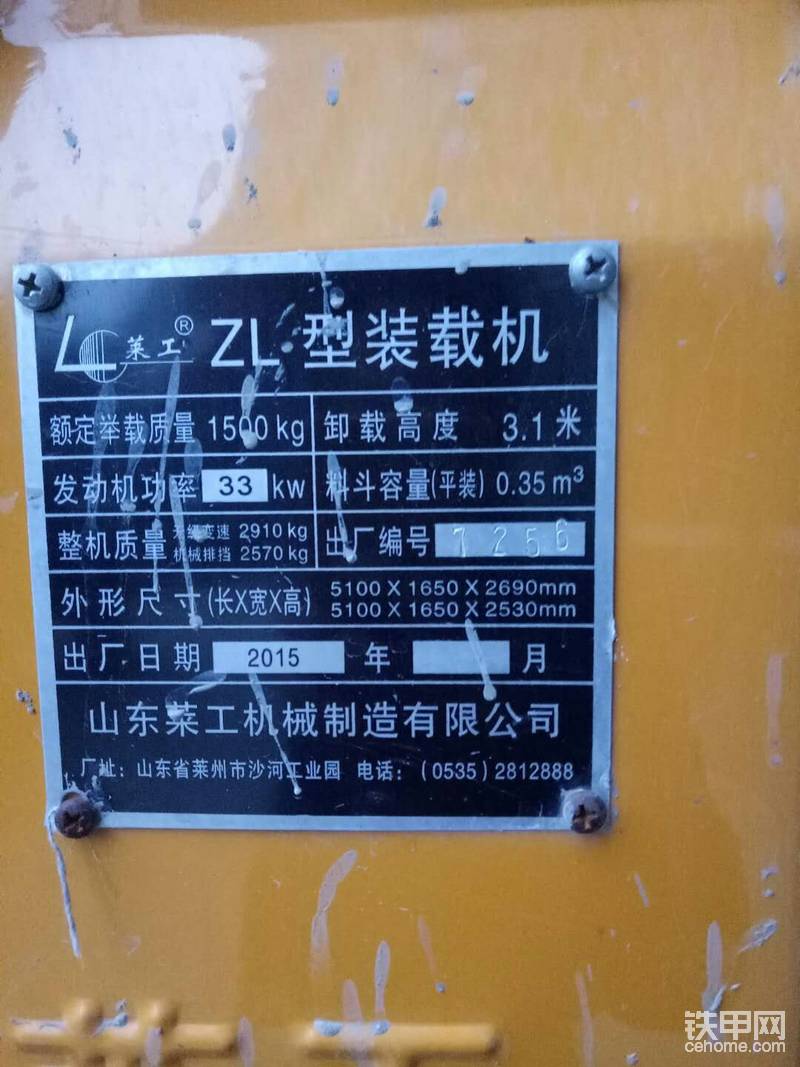 莱工® ZL 型装载机
额定举载质量 1500 kg 卸载高度 3.1 米
发动机功率 33 kw 料斗容量(平装) 0.35 m³
整机质量 无级变速 2910 kg 机械排挡 2570 kg 出厂编号 7256
外形尺寸(长X宽X高) 5100 X 1650 X 2690mm
5100 X 1650 X 2530mm
出厂日期 2015 年 月
山东莱工机械制造有限公司
厂址：山东省莱州市沙河工业园 电话：(0535) 2812888
铁甲网
cehome.com